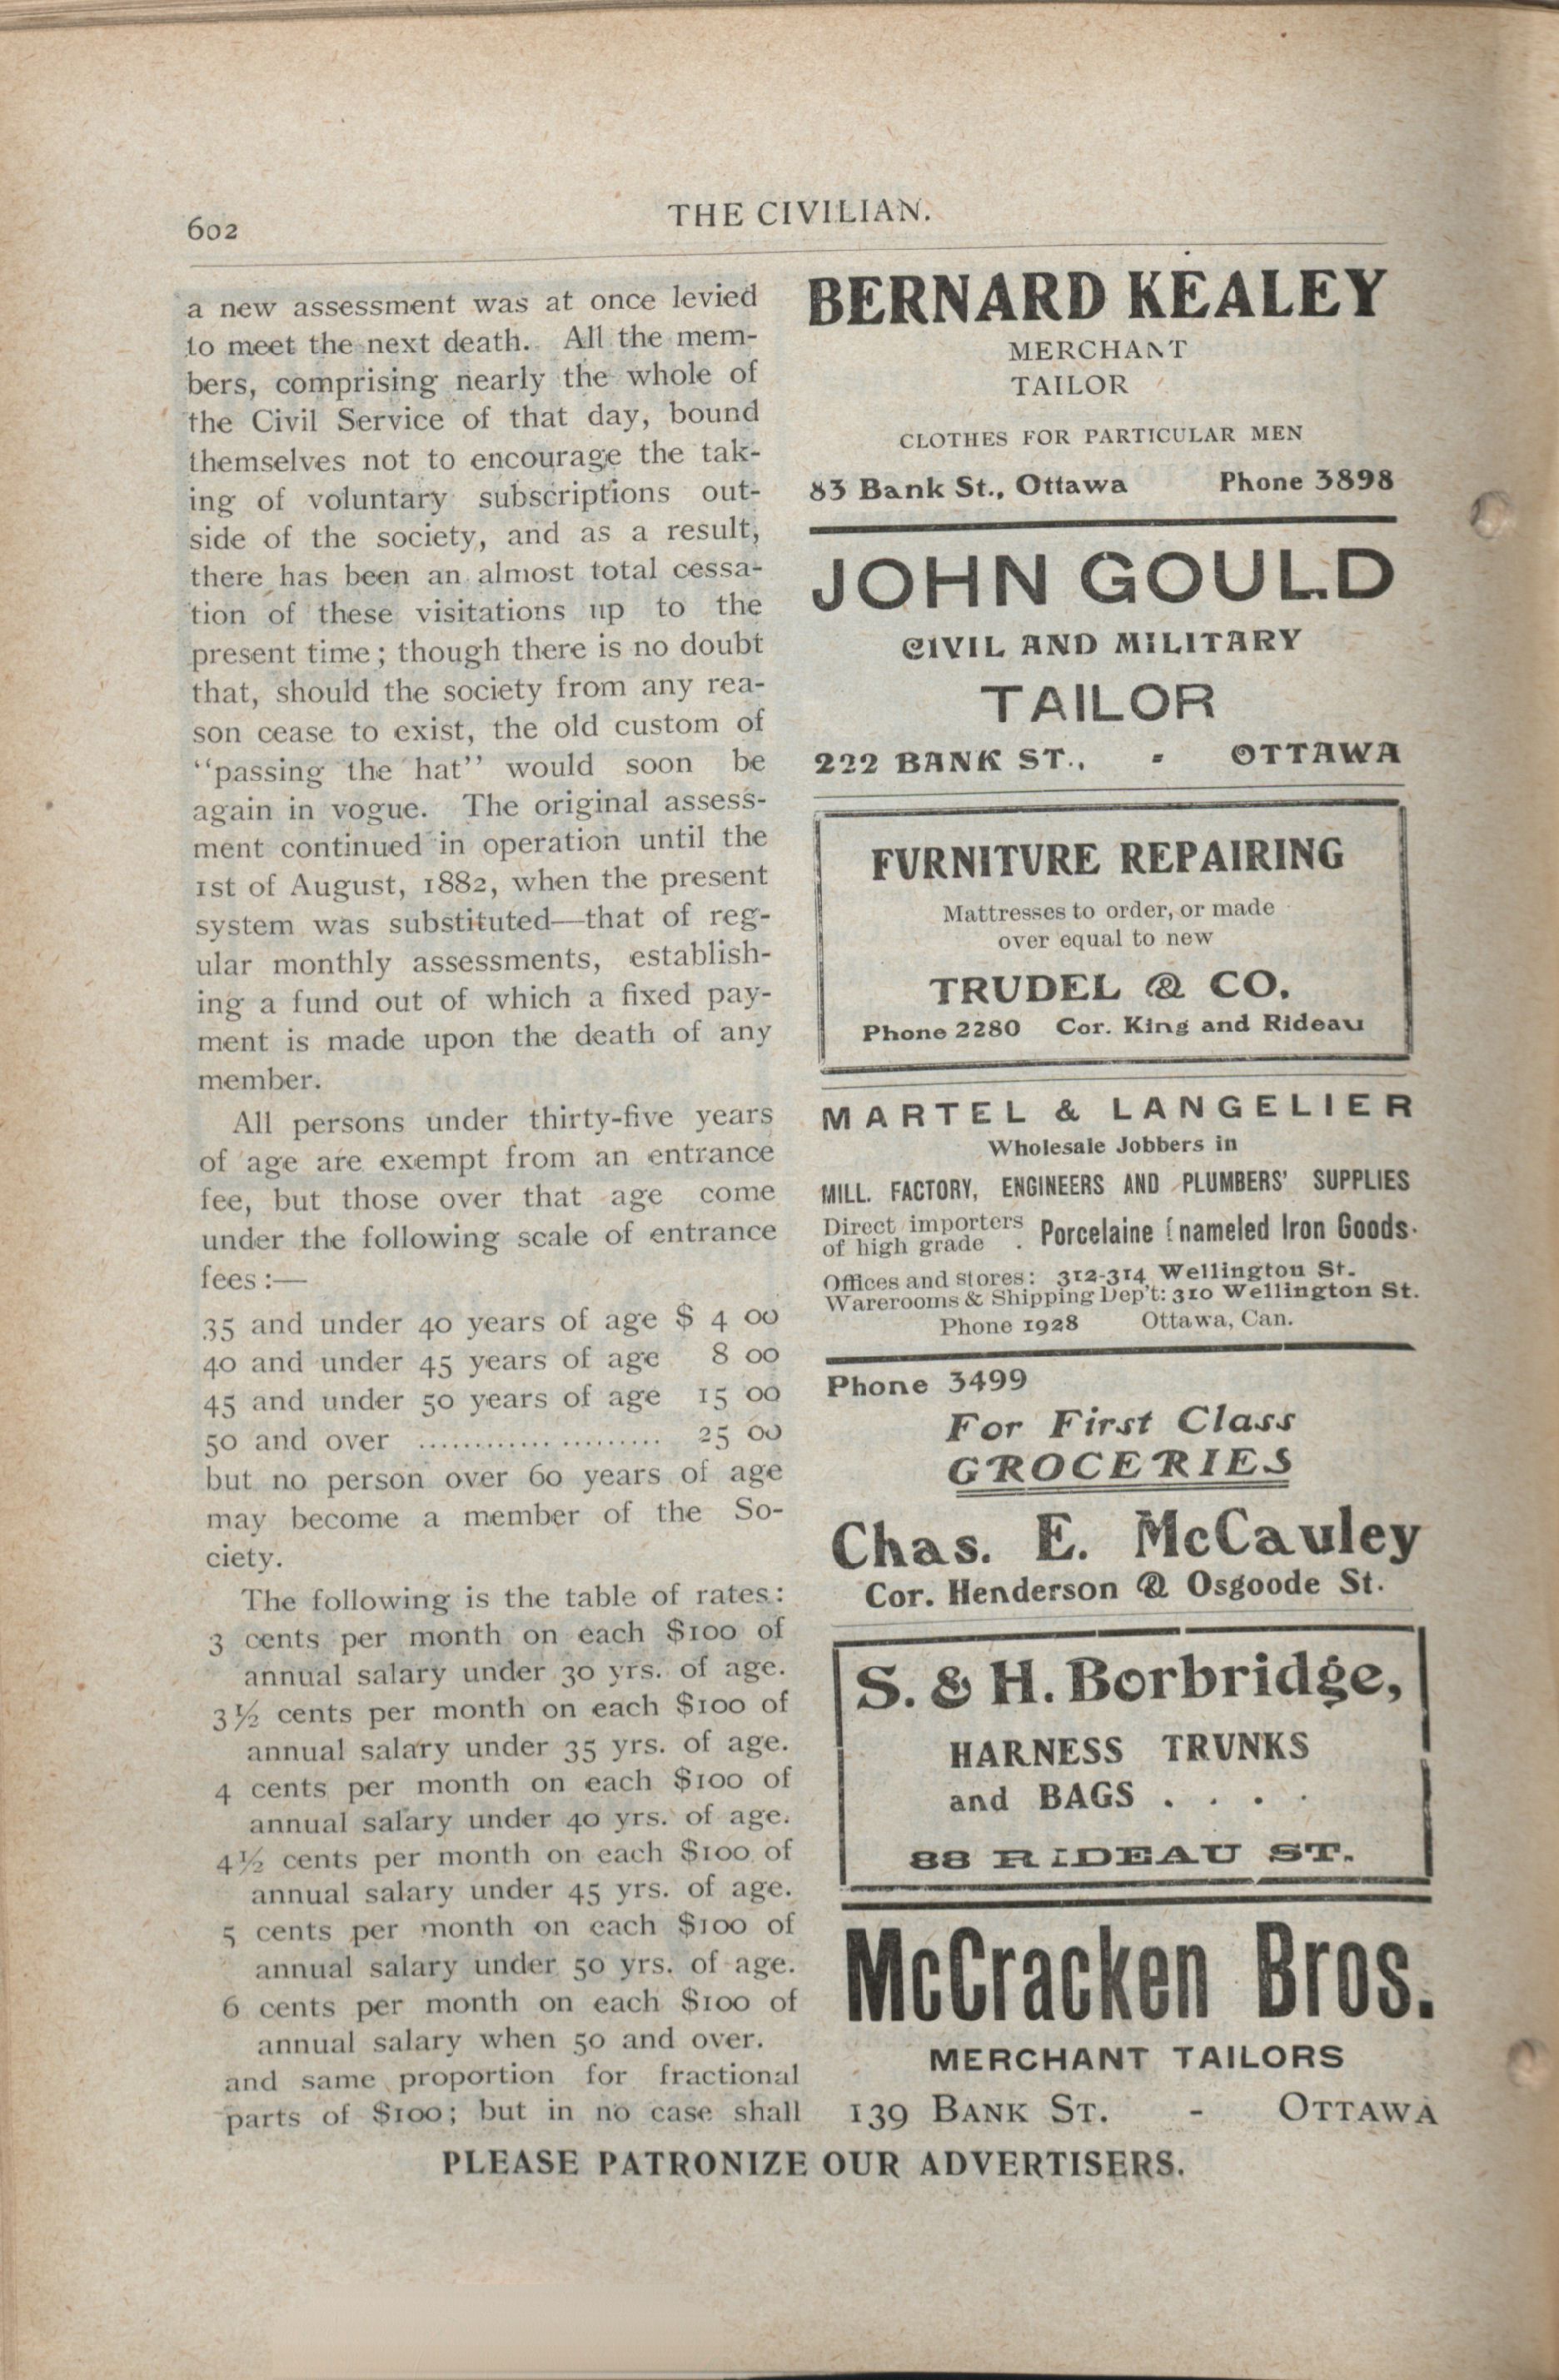 602
THE CIVILIAN.
a new assessment was at once levied
to meet the next death. All the mem-
bers, comprising nearly the whole of
the Civil Service of that day, bound
themselves not to encourage the tak-
ing of voluntary subscriptions out-
side of the society, and as a result,
there has been an almost total cessa-
tion of these visitations up to the
present time; though there is no doubt
that, should the society from any rea-
son cease to exist, the old custom of
"passing the hat" would soon be
again in vogue. The original assess-
ment continued in operation until the
1st of August, 1882, when the present
system was substituted—that of reg-
ular monthly assessments, establish-
ing a fund out of which a fixed pay-
ment is made upon the death of any
member.
All persons under thirty-five years
of age are exempt from an entrance
fee, but those over that age come
under the following scale of entrance
fees:—
35 and under 40 years of age $ 4 00
40 and under 45 years of age 8 00
45 and under 50 years of age 15 00
50 and over ..................... 25 00
but no person over 60 years of age
may become a member of the So-
ciety.
The following is the table of rates:
3 cents per month on each $100 of
annual salary under 30 yrs. of age.
3½ cents per month on each $100 of
annual salary under 35 yrs. of age.
4 cents per month on each $100 of
annual salary under 40 yrs. of age.
4½ cents per month on each $100 of
annual salary under 45 yrs. of age.
5 cents per month on each $100 of
annual salary under 50 yrs. of age.
6 cents per month on each $100 of
annual salary when 50 and over.
and same proportion for fractional
parts of $100; but in no case shall
BERNARD KEALEY
MERCHANT
TAILOR
CLOTHES FOR PARTICULAR MEN
83 Bank St., Ottawa Phone 3898
JOHN GOULD
CIVIL AND MILITARY
TAILOR
222 BANK ST., - OTTAWA
FURNITURE REPAIRING
Mattresses to order, or made
over equal to new
TRUDEL & CO.
Phone 2280 Cor. King and Rideau
MARTEL & LANGELIER
Wholesale Jobbers in
MILL. FACTORY, ENGINEERS AND PLUMBERS' SUPPLIES
Direct importers
of high grade . Porcelaine Enameled Iron Goods.
Offices and stores: 312-314 Wellington St.
Warerooms & Shipping Dep't: 310 Wellington St.
Phone 1928 Ottawa, Can.
Phone 3499
For First Class
GROCERIES
Chas. E. McCauley
Cor. Henderson & Osgoode St.
S. & H. Borbridge,
HARNESS TRUNKS
and BAGS . . . .
88 RIDEAU ST.
McCracken Bros.
MERCHANT TAILORS
139 BANK ST. - OTTAWA
PLEASE PATRONIZE OUR ADVERTISERS.